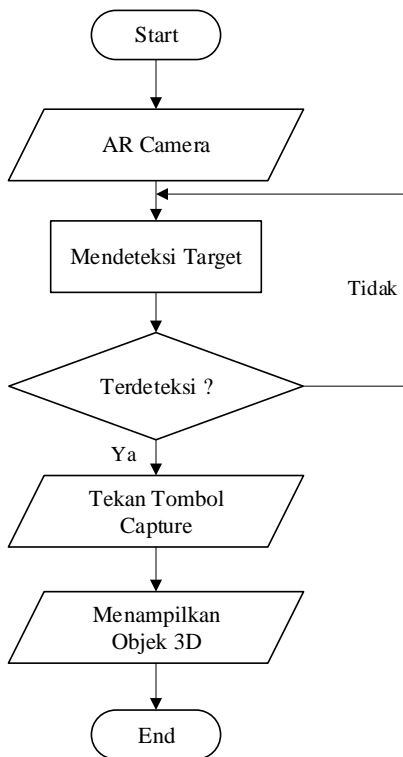 Start
AR Camera
Mendeteksi Target
Tidak
Terdeteksi ?
Ya
Tekan Tombol
Capture
Menampilkan
Objek 3D
End